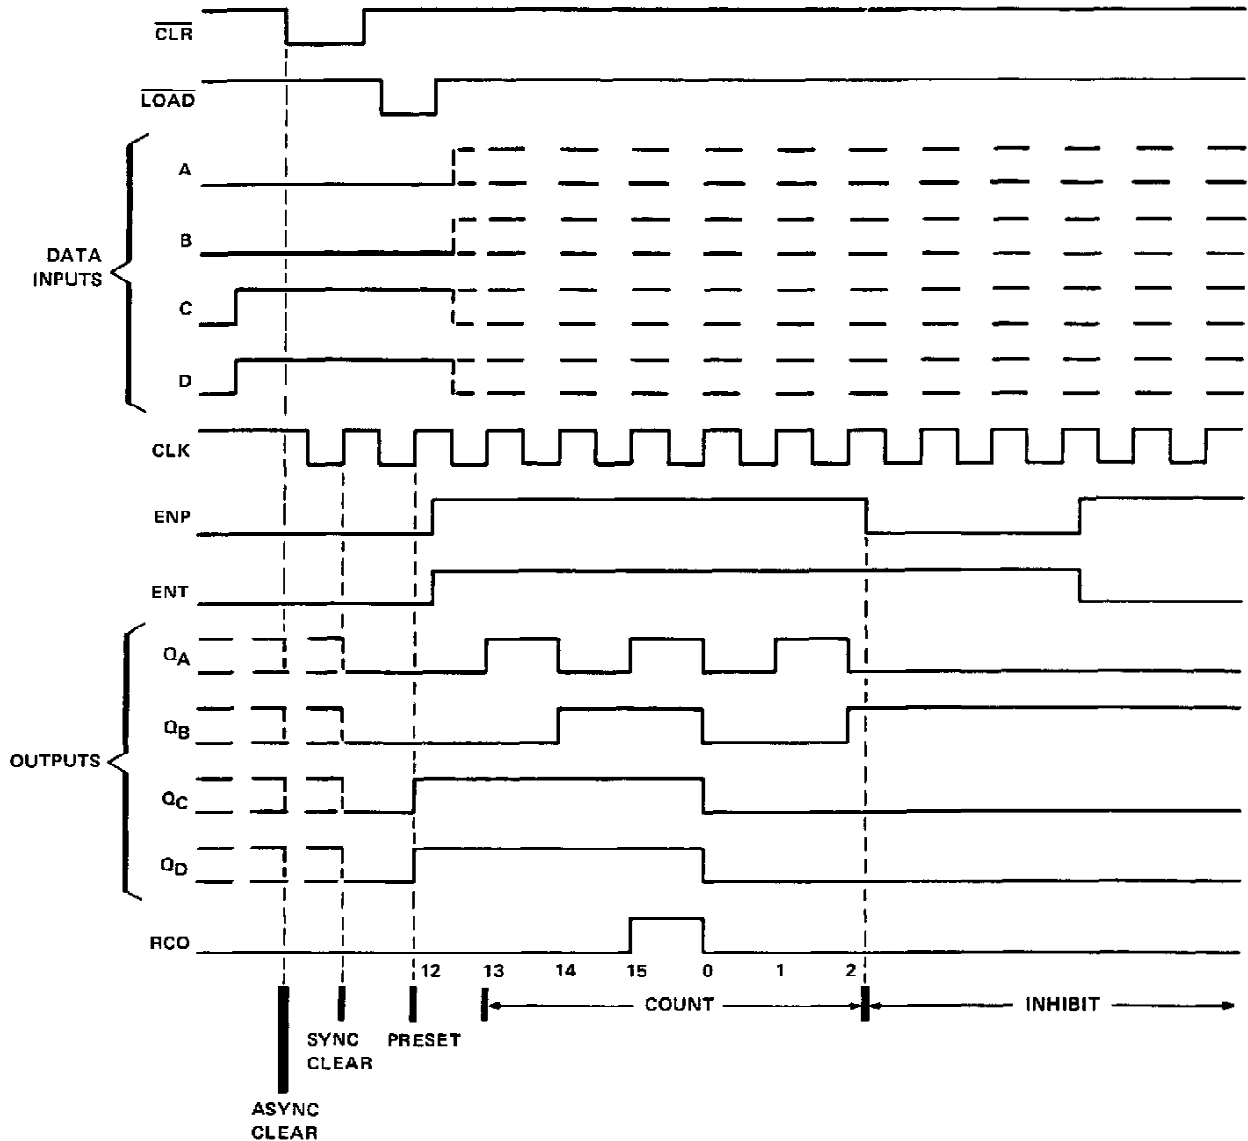 CLR
LOAD
A
B
DATA
INPUTS
C
D
CLK
ENP
ENT
QA
QB
OUTPUTS
QC
QD
RCO
12 13 14 15 0 1 2
COUNT INHIBIT
SYNC
CLEAR
PRESET
ASYNC
CLEAR